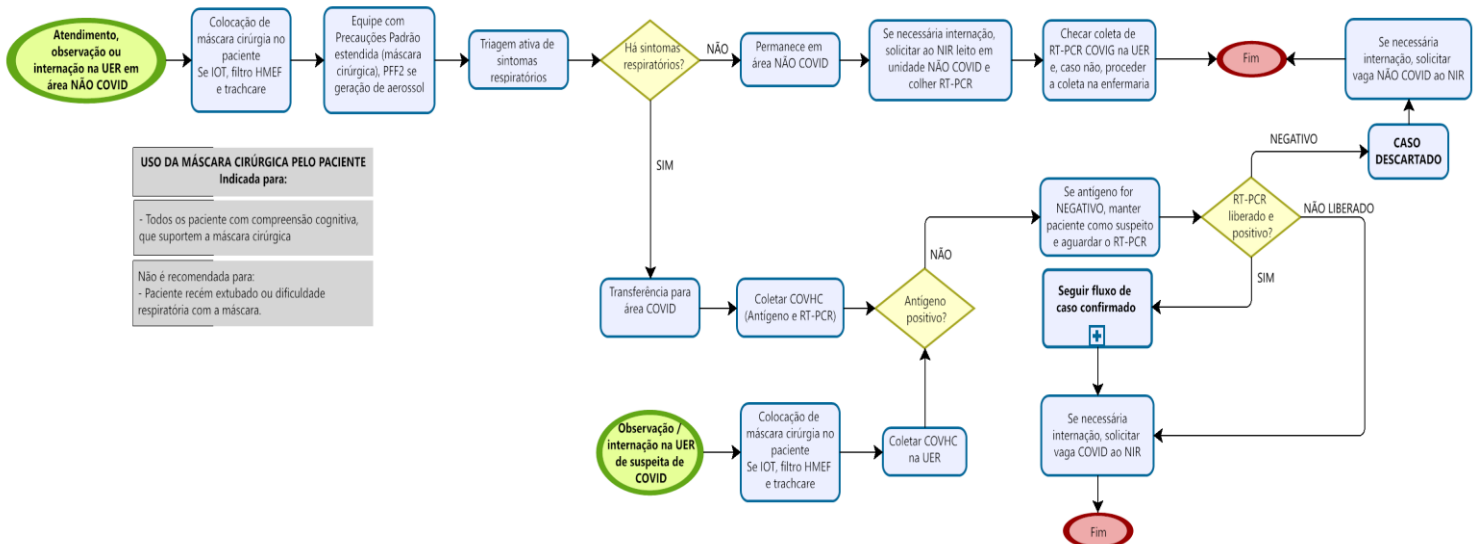 Atendimento,
observação ou
internação na UER em
área NÃO COVID
Colocação de
máscara cirúrgia no
paciente
Se IOT, filtro HMEF
e trachcare
Equipe com
Precauções Padrão
estendida (máscara
cirúrgica), PFF2 se
geração de aerossol
Triagem ativa de
sintomas
respiratórios
Há sintomas
respiratórios?
NÃO
Permanece em
área NÃO COVID
Se necessária internação,
solicitar ao NIR leito em
unidade NÃO COVID e
colher RT-PCR
Checar coleta de
RT-PCR COVIG na UER
e, caso não, proceder
a coleta na enfermaria
Fim
Se necessária
internação, solicitar
vaga NÃO COVID ao NIR
USO DA MÁSCARA CIRÚRGICA PELO PACIENTE
Indicada para:
- Todos os paciente com compreensão cognitiva,
que suportem a máscara cirúrgica
Não é recomendada para:
- Paciente recém extubado ou dificuldade
respiratória com a máscara.
SIM
NEGATIVO
CASO
DESCARTADO
Se antígeno for
NEGATIVO, manter
paciente como suspeito
e aguardar o RT-PCR
RT-PCR
liberado e
positivo?
NÃO LIBERADO
NÃO
SIM
Transferência para
área COVID
Coletar COVHC
(Antígeno e RT-PCR)
Antígeno
positivo?
Seguir fluxo de
caso confirmado
Observação /
internação na UER
de suspeita de
COVID
Colocação de
máscara cirúrgia no
paciente
Se IOT, filtro HMEF
e trachcare
Coletar COVHC
na UER
Se necessária
internação, solicitar
vaga COVID ao NIR
Fim